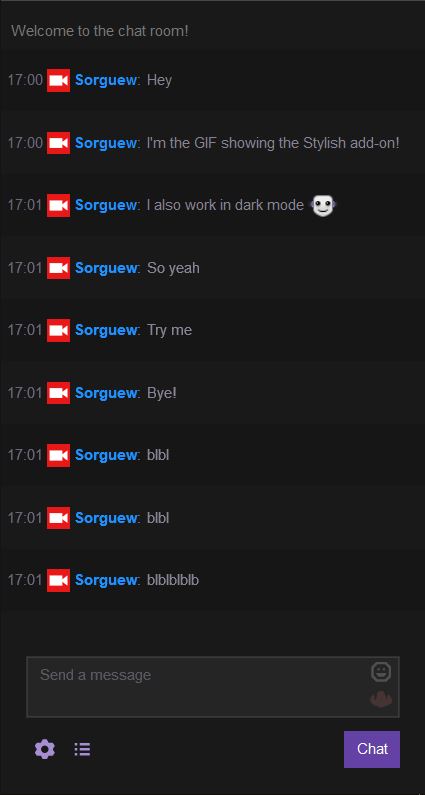 Welcome to the chat room!
17:00 Sorguew: Hey
17:00 Sorguew: I'm the GIF showing the Stylish add-on!
17:01 Sorguew: I also work in dark mode
17:01 Sorguew: So yeah
17:01 Sorguew: Try me
17:01 Sorguew: Bye!
17:01 Sorguew: blbl
17:01 Sorguew: blbl
17:01 Sorguew: blblblblb
Send a message
Chat